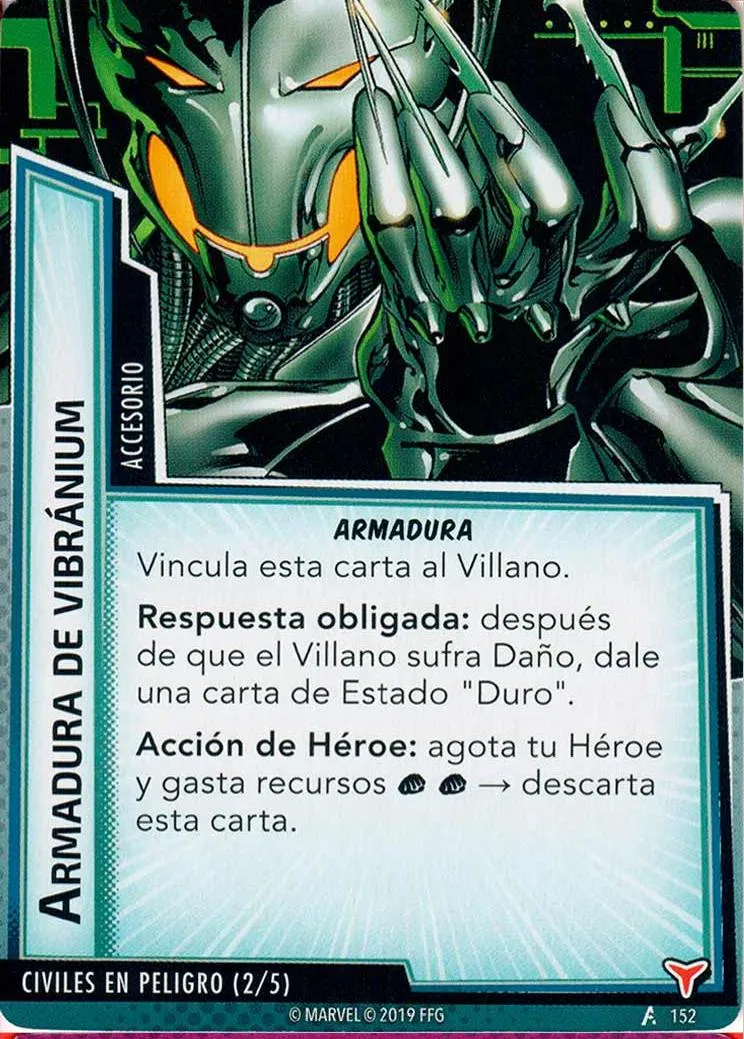 ACCESORIO
ARMADURA DE VIBRÁNIUM
ARMADURA
Vincula esta carta al Villano.
Respuesta obligada: después
de que el Villano sufra Daño, dale
una carta de Estado "Duro".
Acción de Héroe: agota tu Héroe
y gasta recursos → descarta
esta carta.
CIVILES EN PELIGRO (2/5)
© MARVEL © 2019 FFG
152